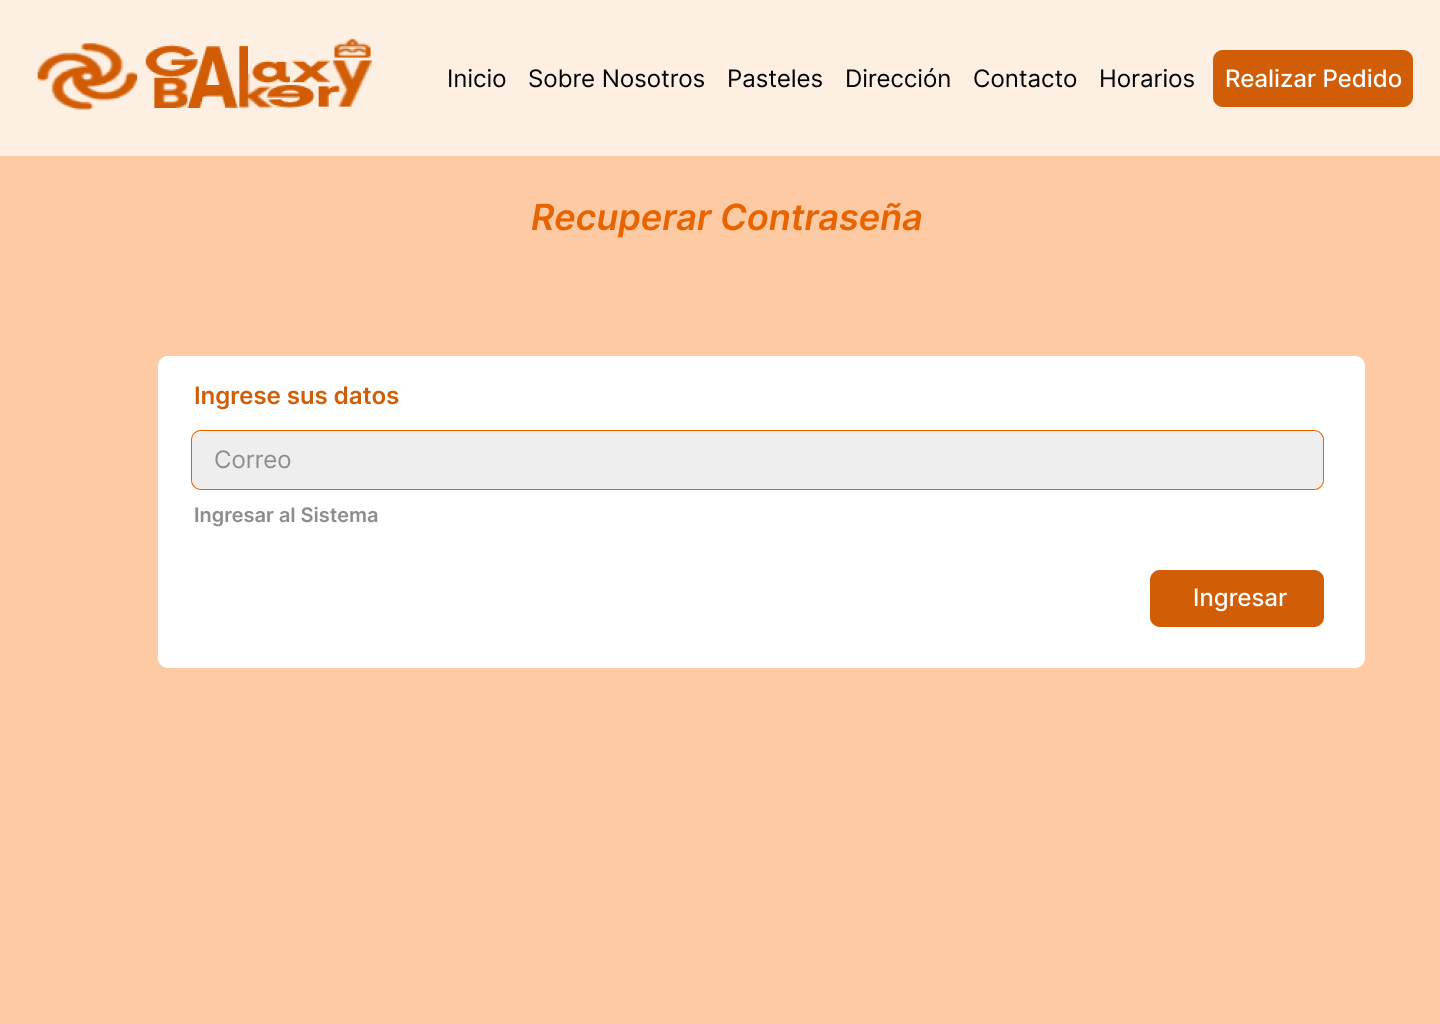 GAlaxy
BAkery
Inicio Sobre Nosotros Pasteles Dirección Contacto Horarios Realizar Pedido
Recuperar Contraseña
Ingrese sus datos
Correo
Ingresar al Sistema
Ingresar